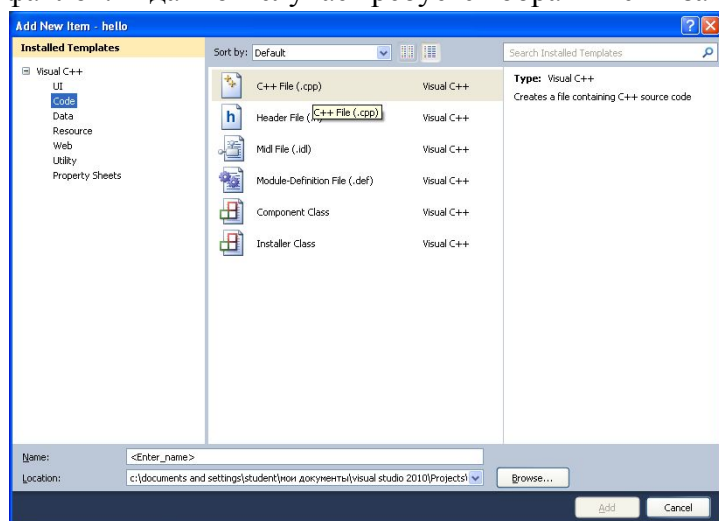 Add New Item - hello
Installed Templates
Sort by: Default
Search Installed Templates
Visual C++
UI
Code
Data
Resource
Web
Utility
Property Sheets
C++ File (.cpp) Visual C++
C++ File (.cpp)
Header File Visual C++
Midl File (.idl) Visual C++
Module-Definition File (.def) Visual C++
Component Class Visual C++
Installer Class Visual C++
Type: Visual C++
Creates a file containing C++ source code
Name: <Enter_name>
Location: c:\documents and settings\student\мои документы\visual studio 2010\Projects\
Browse...
Add Cancel